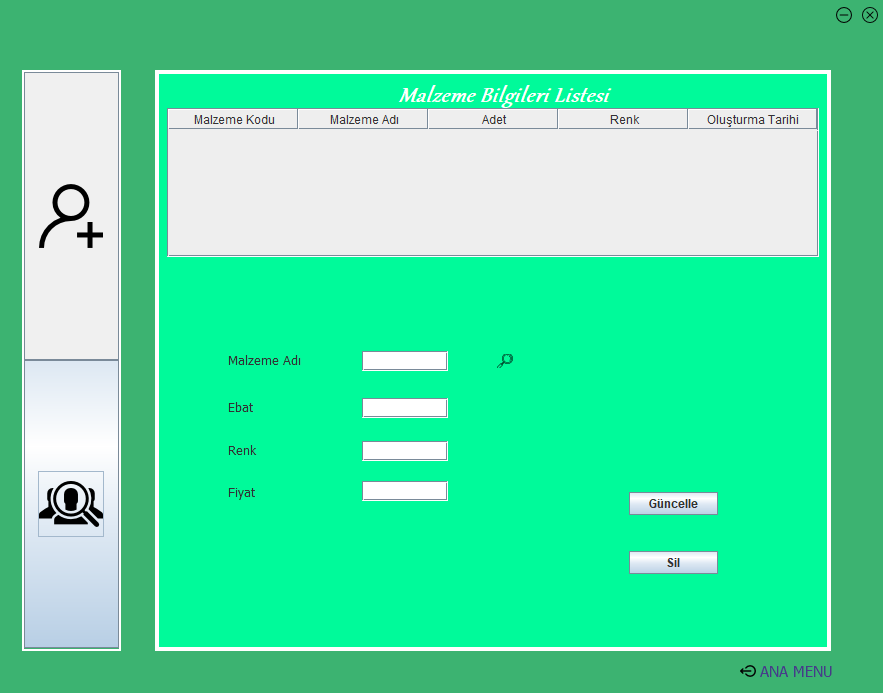 Malzeme Bilgileri Listesi
Malzeme Kodu Malzeme Adı Adet Renk Oluşturma Tarihi
Malzeme Adı
Ebat
Renk
Fiyat
Güncelle
Sil
ANA MENU